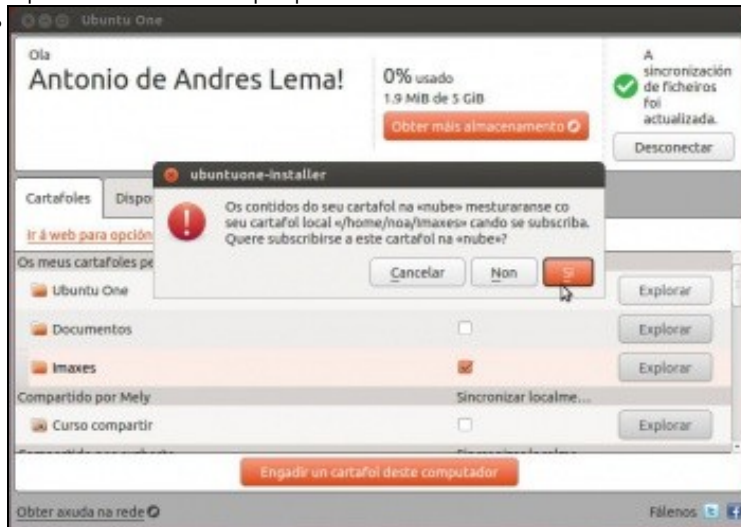 Ubuntu One
Ola
Antonio de Andres Lema!
0% usado
1.9 MiB de 5 GiB
Obter máis almacenamento
A
sincronización
de ficheiros
foi
actualizada.
Desconectar
ubuntuone-installer
Os contidos do seu cartafol na «nube» mesturaranse co
seu cartafol local «/home/noa/Imaxes» cando se subscriba.
Quere subscribirse a este cartafol na «nube»?
Cancelar
Non
Si
Cartafoles
Dispo
Ir á web para opción
Os meus cartafoles pe
Ubuntu One
Explorar
Documentos
Explorar
Imaxes
Explorar
Compartido por Mely
Sincronizar localme...
Curso compartir
Explorar
Engadir un cartafol deste computador
Obter axuda na rede
Fálenos